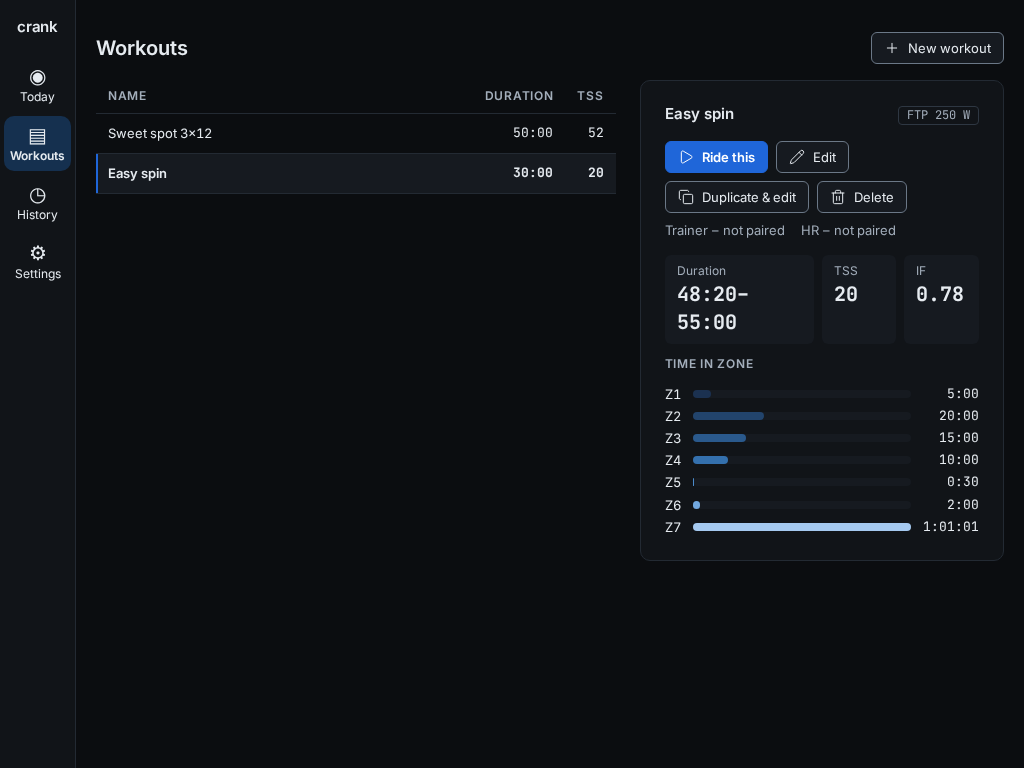 crank
Today
Workouts
History
Settings
Workouts
New workout
NAME DURATION TSS
Sweet spot 3×12 50:00 52
Easy spin 30:00 20
Easy spin FTP 250 W
Ride this Edit
Duplicate & edit Delete
Trainer – not paired HR – not paired
Duration TSS IF
48:20–55:00 20 0.78
TIME IN ZONE
Z1 5:00
Z2 20:00
Z3 15:00
Z4 10:00
Z5 0:30
Z6 2:00
Z7 1:01:01